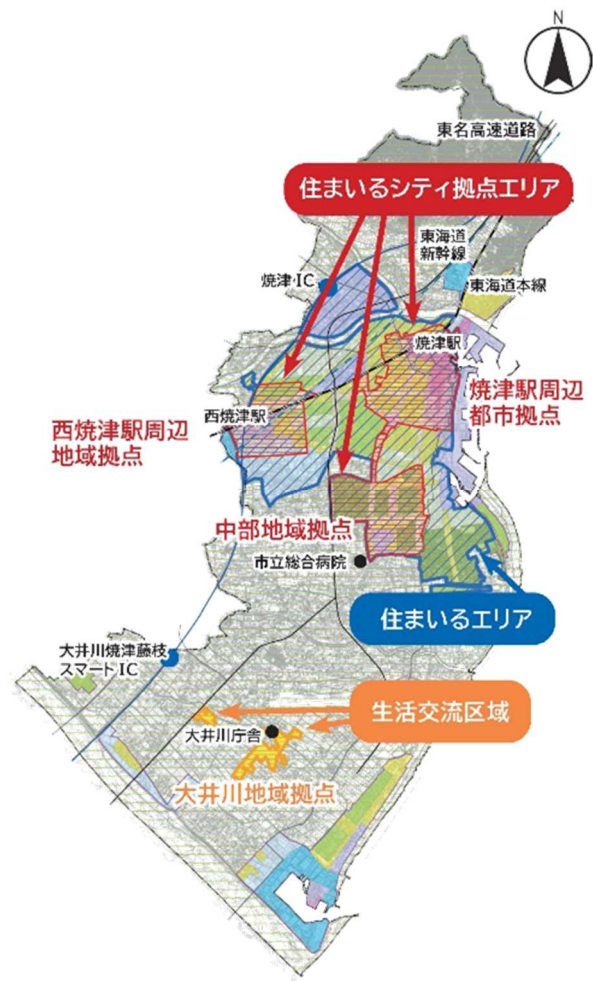 N
東名高速道路
住まいるシティ拠点エリア
東海道
新幹線
焼津IC
東海道本線
焼津駅
焼津駅周辺
都市拠点
西焼津駅
西焼津駅周辺
地域拠点
中部地域拠点
市立総合病院
住まいるエリア
大井川焼津藤枝
スマートIC
生活交流区域
大井川庁舎
大井川地域拠点